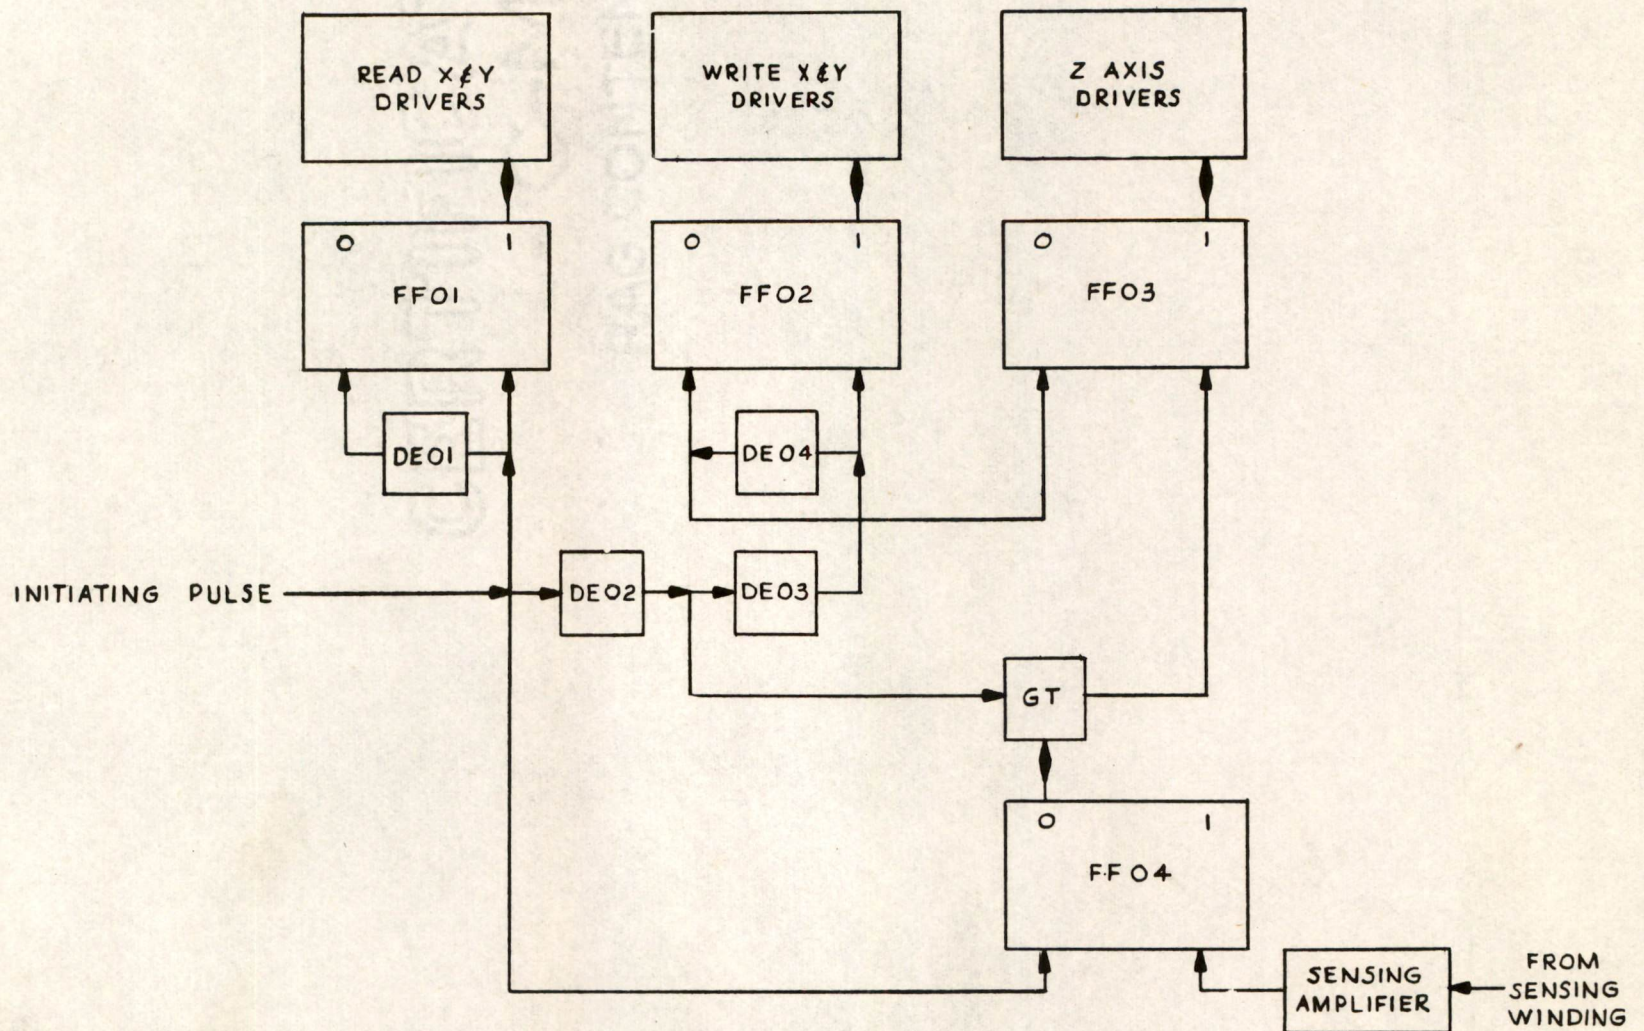 READ X & Y
DRIVERS
WRITE X & Y
DRIVERS
Z AXIS
DRIVERS
0 1
FF01
0 1
FF02
0 1
FF03
DE01
DE04
INITIATING PULSE
DE02
DE03
GT
0 1
FF04
SENSING
AMPLIFIER
FROM
SENSING
WINDING